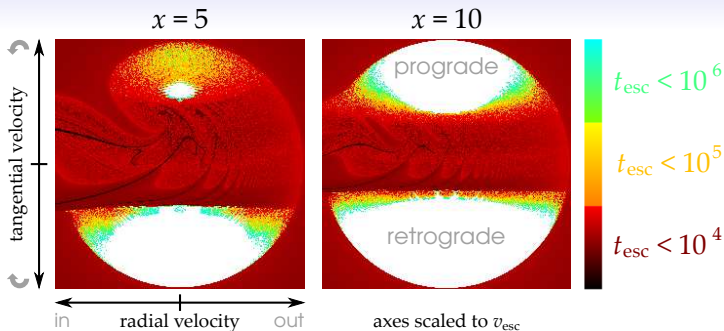 x = 5
x = 10
tangential velocity
prograde
retrograde
t_esc < 10^6
t_esc < 10^5
t_esc < 10^4
in
radial velocity
out
axes scaled to v_esc